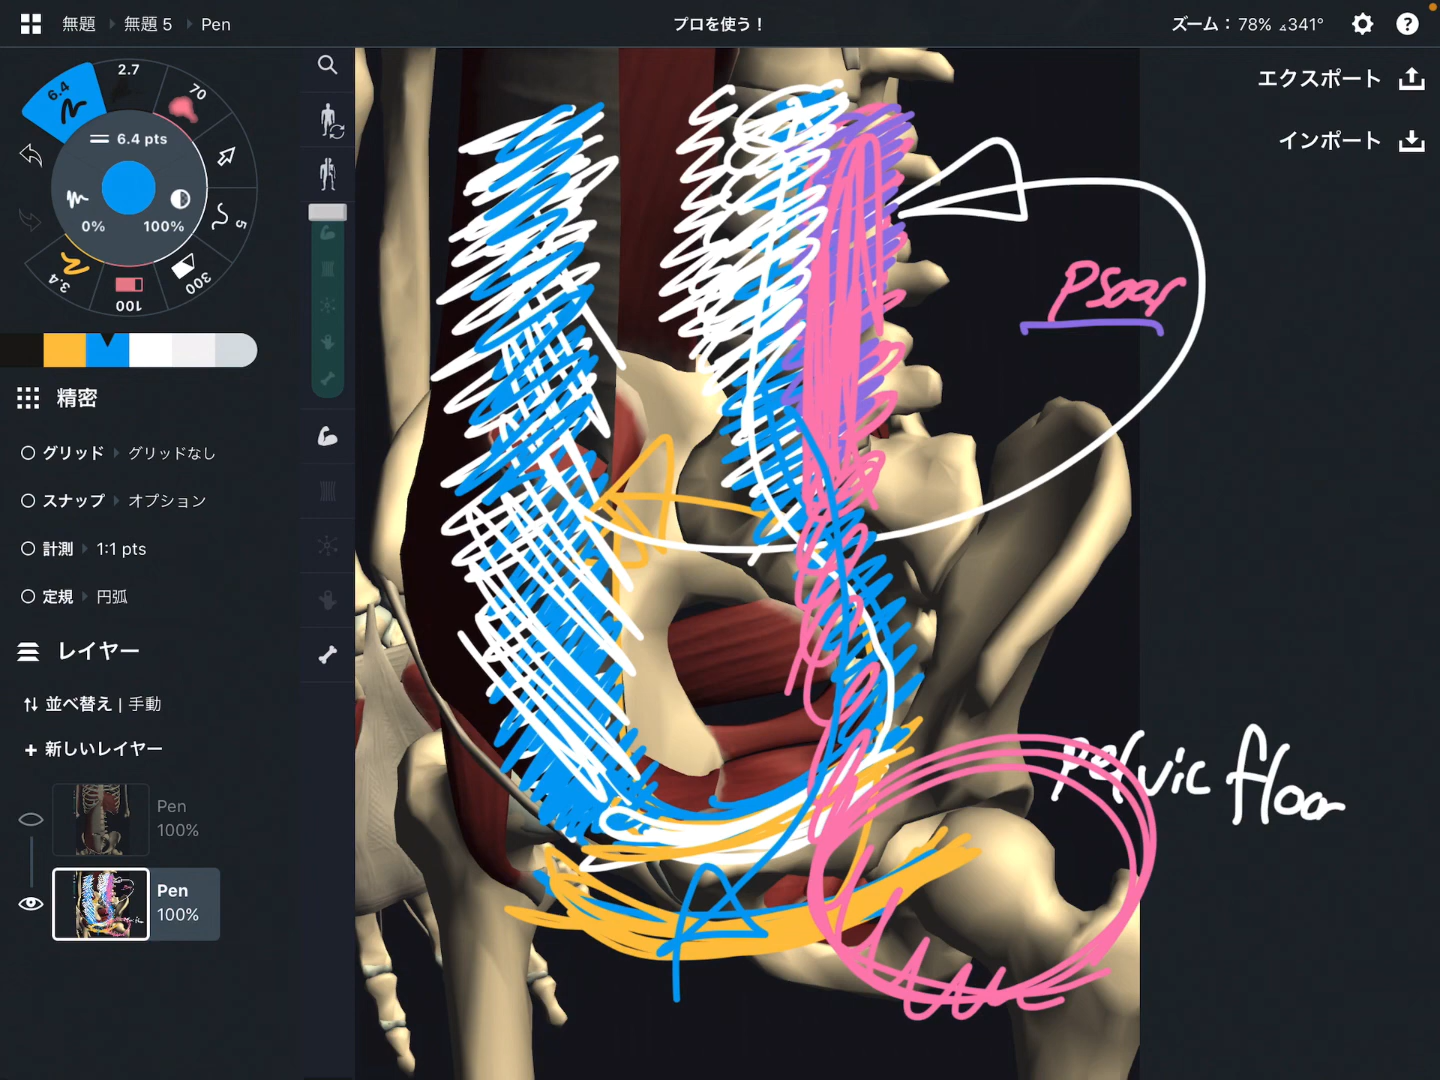 無題 無題 5 Pen
プロを使う！
ズーム： 78% ⦟341°
エクスポート
インポート
2.7
6.4
70
6.4 pts
5
0% 100%
3.4
100
300
精密
グリッド グリッドなし
スナップ オプション
計測 1:1 pts
定規 円弧
レイヤー
並べ替え | 手動
+ 新しいレイヤー
Pen
100%
Pen
100%
Psoas
pelvic floor